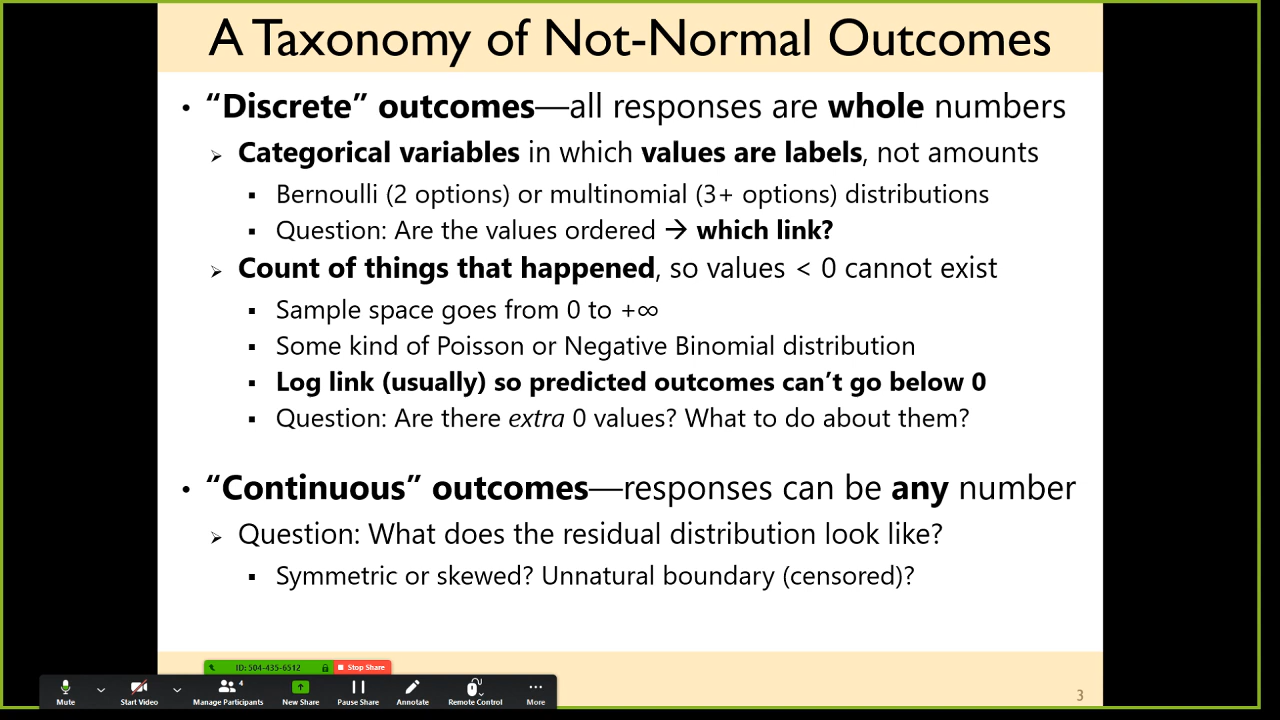 A Taxonomy of Not-Normal Outcomes
• “Discrete” outcomes—all responses are whole numbers
➢ Categorical variables in which values are labels, not amounts
▪ Bernoulli (2 options) or multinomial (3+ options) distributions
▪ Question: Are the values ordered → which link?
➢ Count of things that happened, so values < 0 cannot exist
▪ Sample space goes from 0 to +∞
▪ Some kind of Poisson or Negative Binomial distribution
▪ Log link (usually) so predicted outcomes can’t go below 0
▪ Question: Are there extra 0 values? What to do about them?
• “Continuous” outcomes—responses can be any number
➢ Question: What does the residual distribution look like?
▪ Symmetric or skewed? Unnatural boundary (censored)?
ID: 504-435-6512 Stop Share
4
Mute Start Video Manage Participants New Share Pause Share Annotate Remote Control More
3